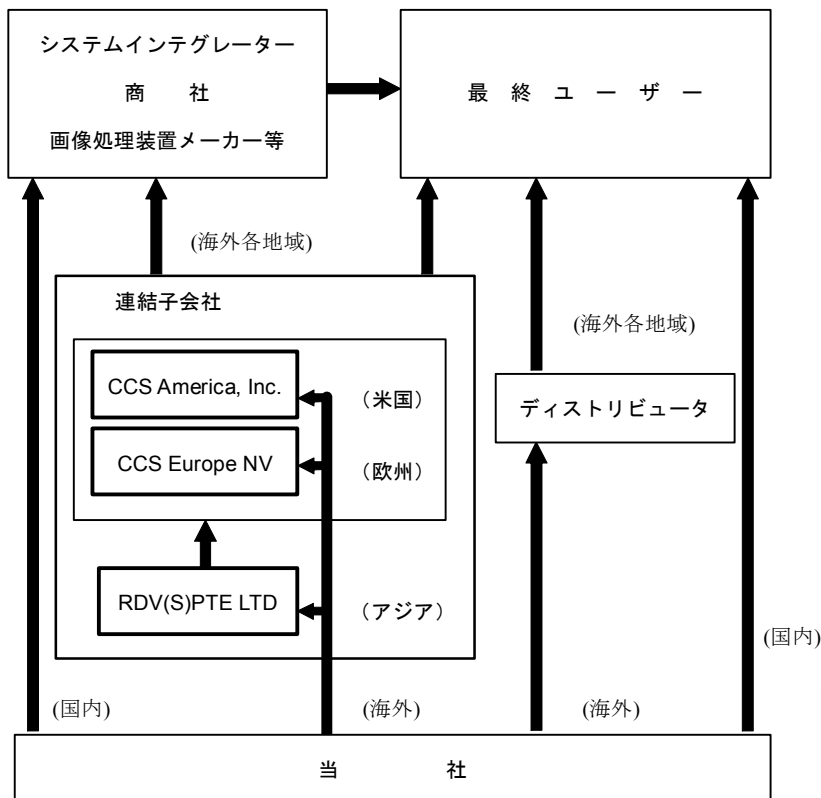 システムインテグレーター
商 社
画像処理装置メーカー等
最 終 ユ ー ザ ー
(海外各地域)
連結子会社
(海外各地域)
CCS America, Inc.
（米国）
ディストリビュータ
CCS Europe NV
（欧州）
RDV(S)PTE LTD
（アジア）
(国内)
(国内)
(海外)
(海外)
当 社